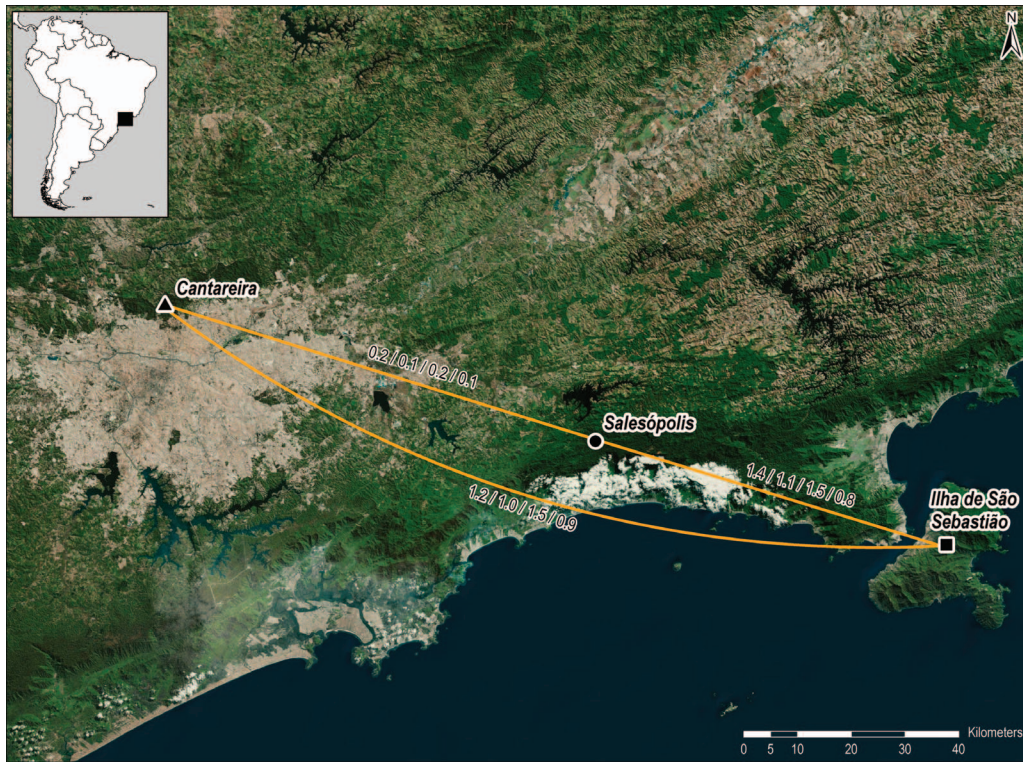 N
Cantareira
0.2 / 0.1 / 0.2 / 0.1
Salesópolis
1.4 / 1.1 / 1.5 / 0.8
1.2 / 1.0 / 1.5 / 0.9
Ilha de São
Sebastião
Kilometers
0 5 10 20 30 40